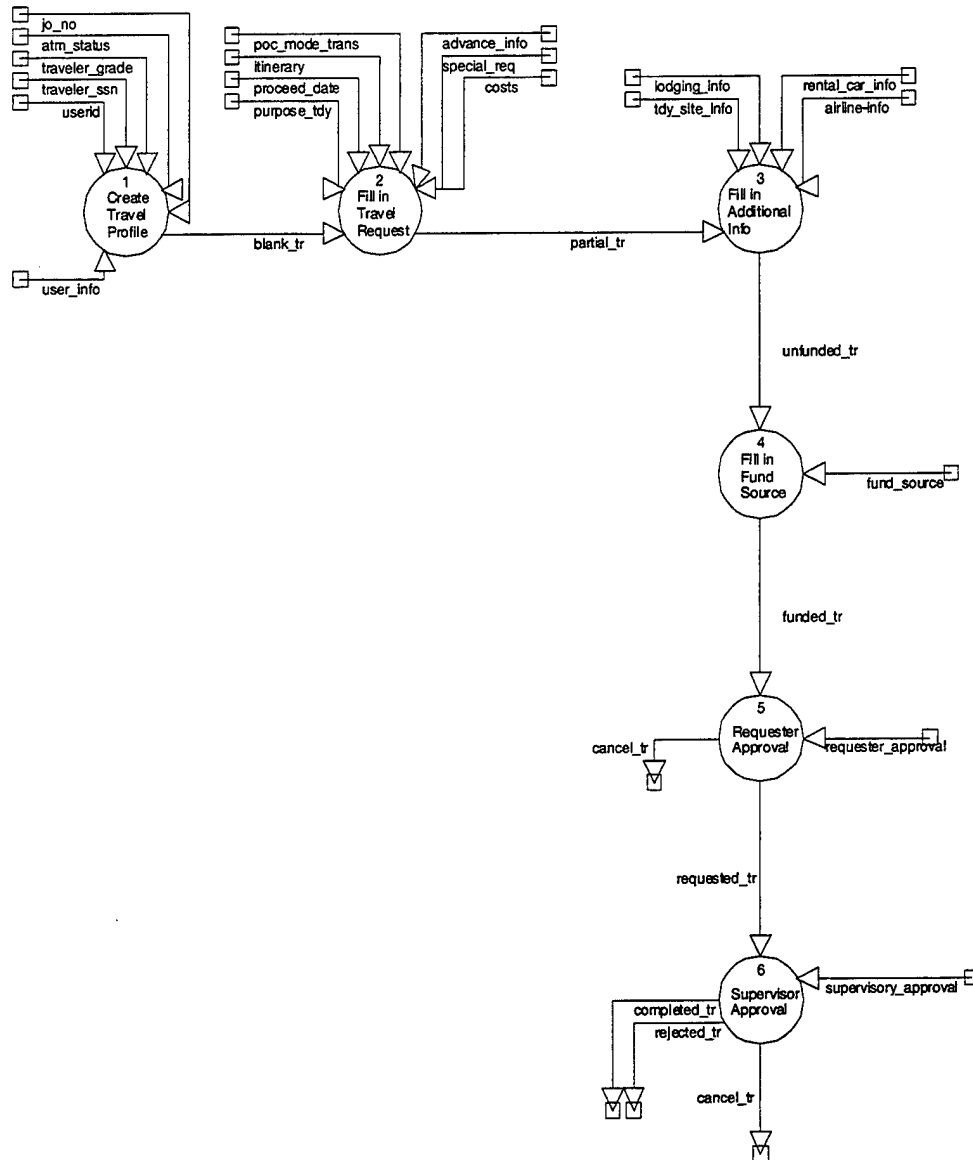 jo_no
atm_status
traveler_grade
traveler_ssn
userid
1
Create
Travel
Profile
user_info
blank_tr
poc_mode_trans
itinerary
proceed_date
purpose_tdy
advance_info
special_req
costs
2
Fill in
Travel
Request
partial_tr
lodging_info
tdy_site_info
rental_car_info
airline-info
3
Fill in
Additional
Info
unfunded_tr
4
Fill in
Fund
Source
fund_source
funded_tr
5
Requester
Approval
requester_approval
cancel_tr
requested_tr
6
Supervisor
Approval
supervisory_approval
completed_tr
rejected_tr
cancel_tr